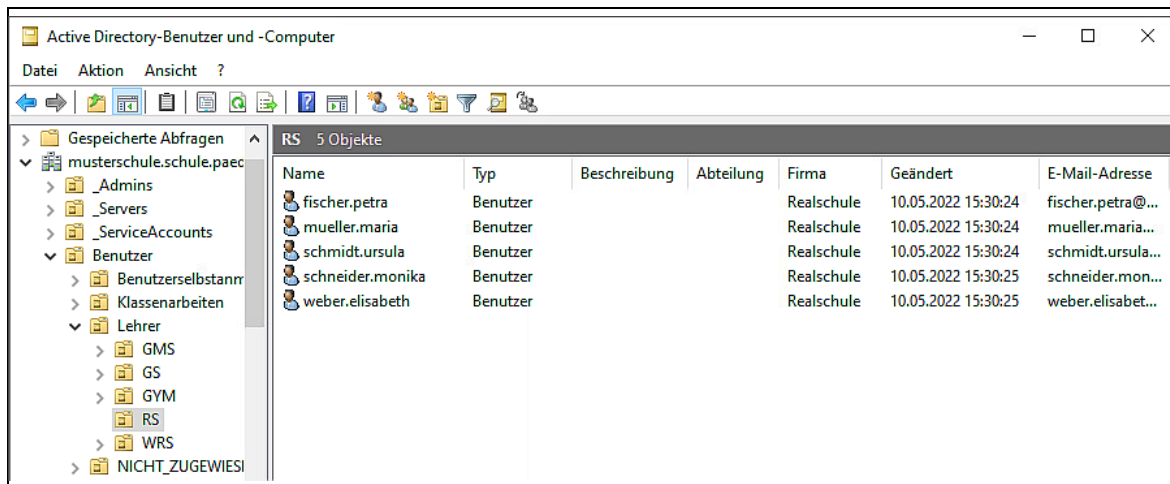 Active Directory-Benutzer und -Computer
Datei Aktion Ansicht ?
Gespeicherte Abfragen
musterschule.schule.paed
_Admins
_Servers
_ServiceAccounts
Benutzer
Benutzerselbstanm
Klassenarbeiten
Lehrer
GMS
GS
GYM
RS
WRS
NICHT_ZUGEWIESI
RS 5 Objekte
Name Typ Beschreibung Abteilung Firma Geändert E-Mail-Adresse
fischer.petra Benutzer Realschule 10.05.2022 15:30:24 fischer.petra@...
mueller.maria Benutzer Realschule 10.05.2022 15:30:24 mueller.maria...
schmidt.ursula Benutzer Realschule 10.05.2022 15:30:24 schmidt.ursula...
schneider.monika Benutzer Realschule 10.05.2022 15:30:25 schneider.mon...
weber.elisabeth Benutzer Realschule 10.05.2022 15:30:25 weber.elisabet...